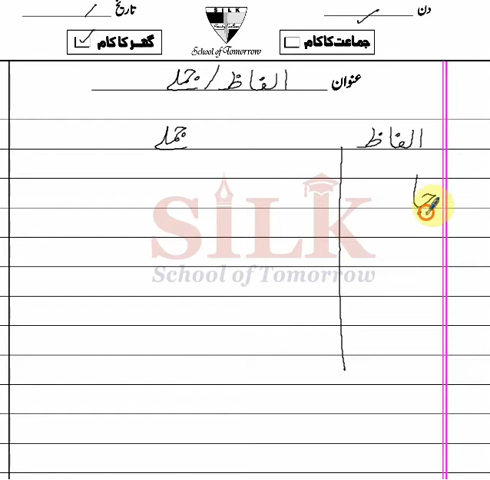 دن تاریخ
SILK
School of Tomorrow
جماعت کا کام گھر کا کام
عنوان الفاظ / جملے
الفاظ جملے
جا
SiLK
School of Tomorrow